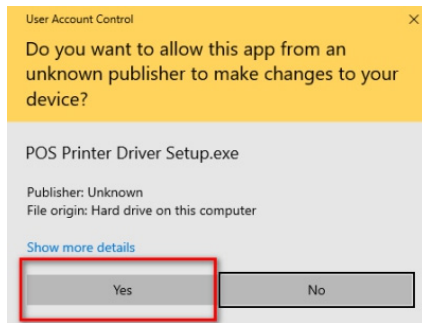 User Account Control
Do you want to allow this app from an
unknown publisher to make changes to your
device?
POS Printer Driver Setup.exe
Publisher: Unknown
File origin: Hard drive on this computer
Show more details
Yes
No